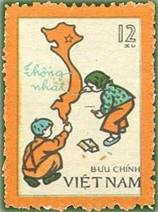 12
XU
Thống
nhất
BƯU CHÍNH
VIỆT NAM